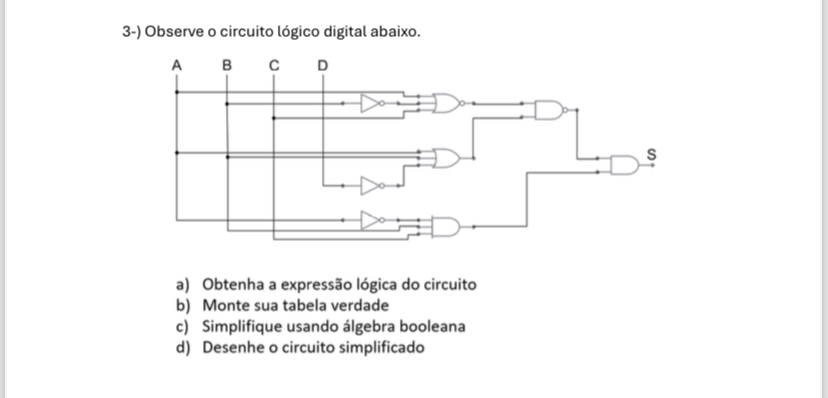 3-) Observe o circuito lógico digital abaixo.
A B C D
S
a) Obtenha a expressão lógica do circuito
b) Monte sua tabela verdade
c) Simplifique usando álgebra booleana
d) Desenhe o circuito simplificado